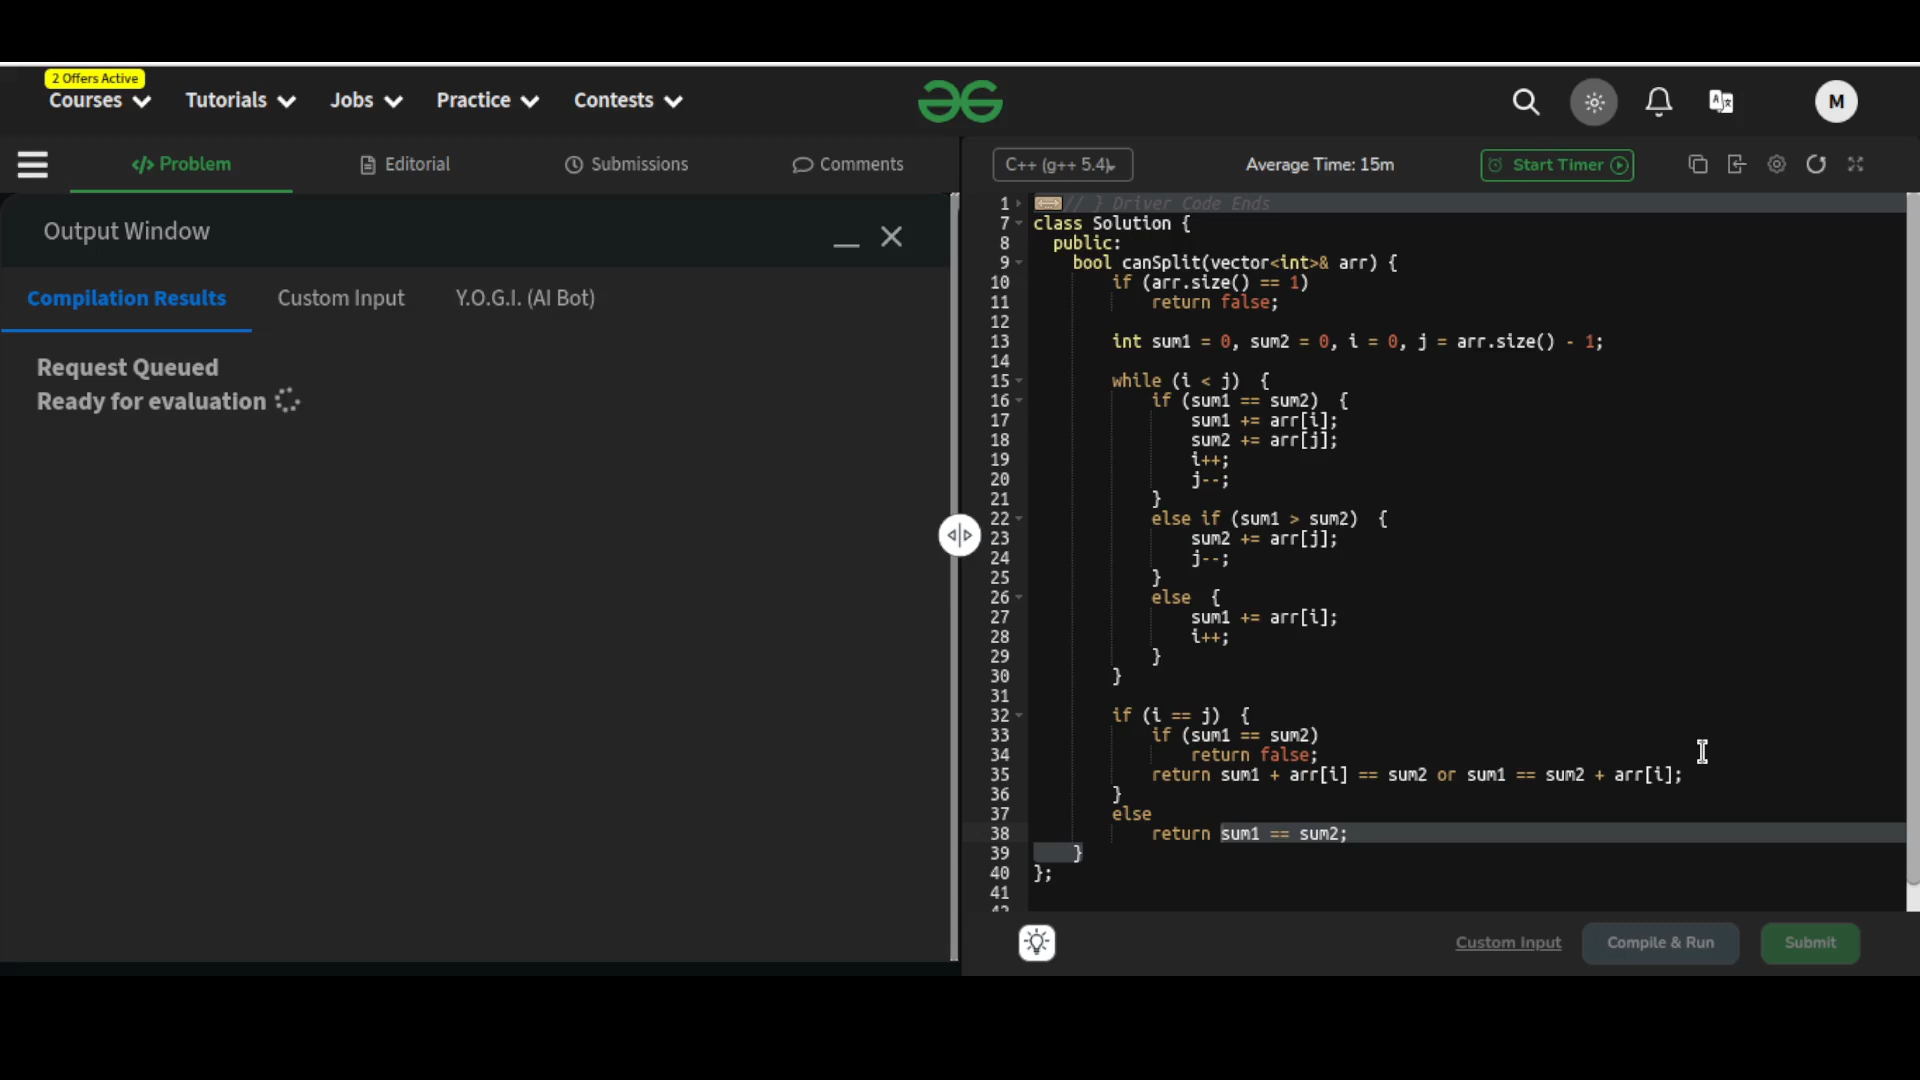 2 Offers Active
Courses Tutorials Jobs Practice Contests M
Problem Editorial Submissions Comments
C++ (g++ 5.4) Average Time: 15m Start Timer
Output Window
Compilation Results Custom Input Y.O.G.I. (AI Bot)
Request Queued
Ready for evaluation
1 // } Driver Code Ends
7 class Solution {
8 public:
9 bool canSplit(vector<int>& arr) {
10 if (arr.size() == 1)
11 return false;
12
13 int sum1 = 0, sum2 = 0, i = 0, j = arr.size() - 1;
14
15 while (i < j) {
16 if (sum1 == sum2) {
17 sum1 += arr[i];
18 sum2 += arr[j];
19 i++;
20 j--;
21 }
22 else if (sum1 > sum2) {
23 sum2 += arr[j];
24 j--;
25 }
26 else {
27 sum1 += arr[i];
28 i++;
29 }
30 }
31
32 if (i == j) {
33 if (sum1 == sum2)
34 return false;
35 return sum1 + arr[i] == sum2 or sum1 == sum2 + arr[i];
36 }
37 else
38 return sum1 == sum2;
39 }
40 };
41
Custom Input Compile & Run Submit